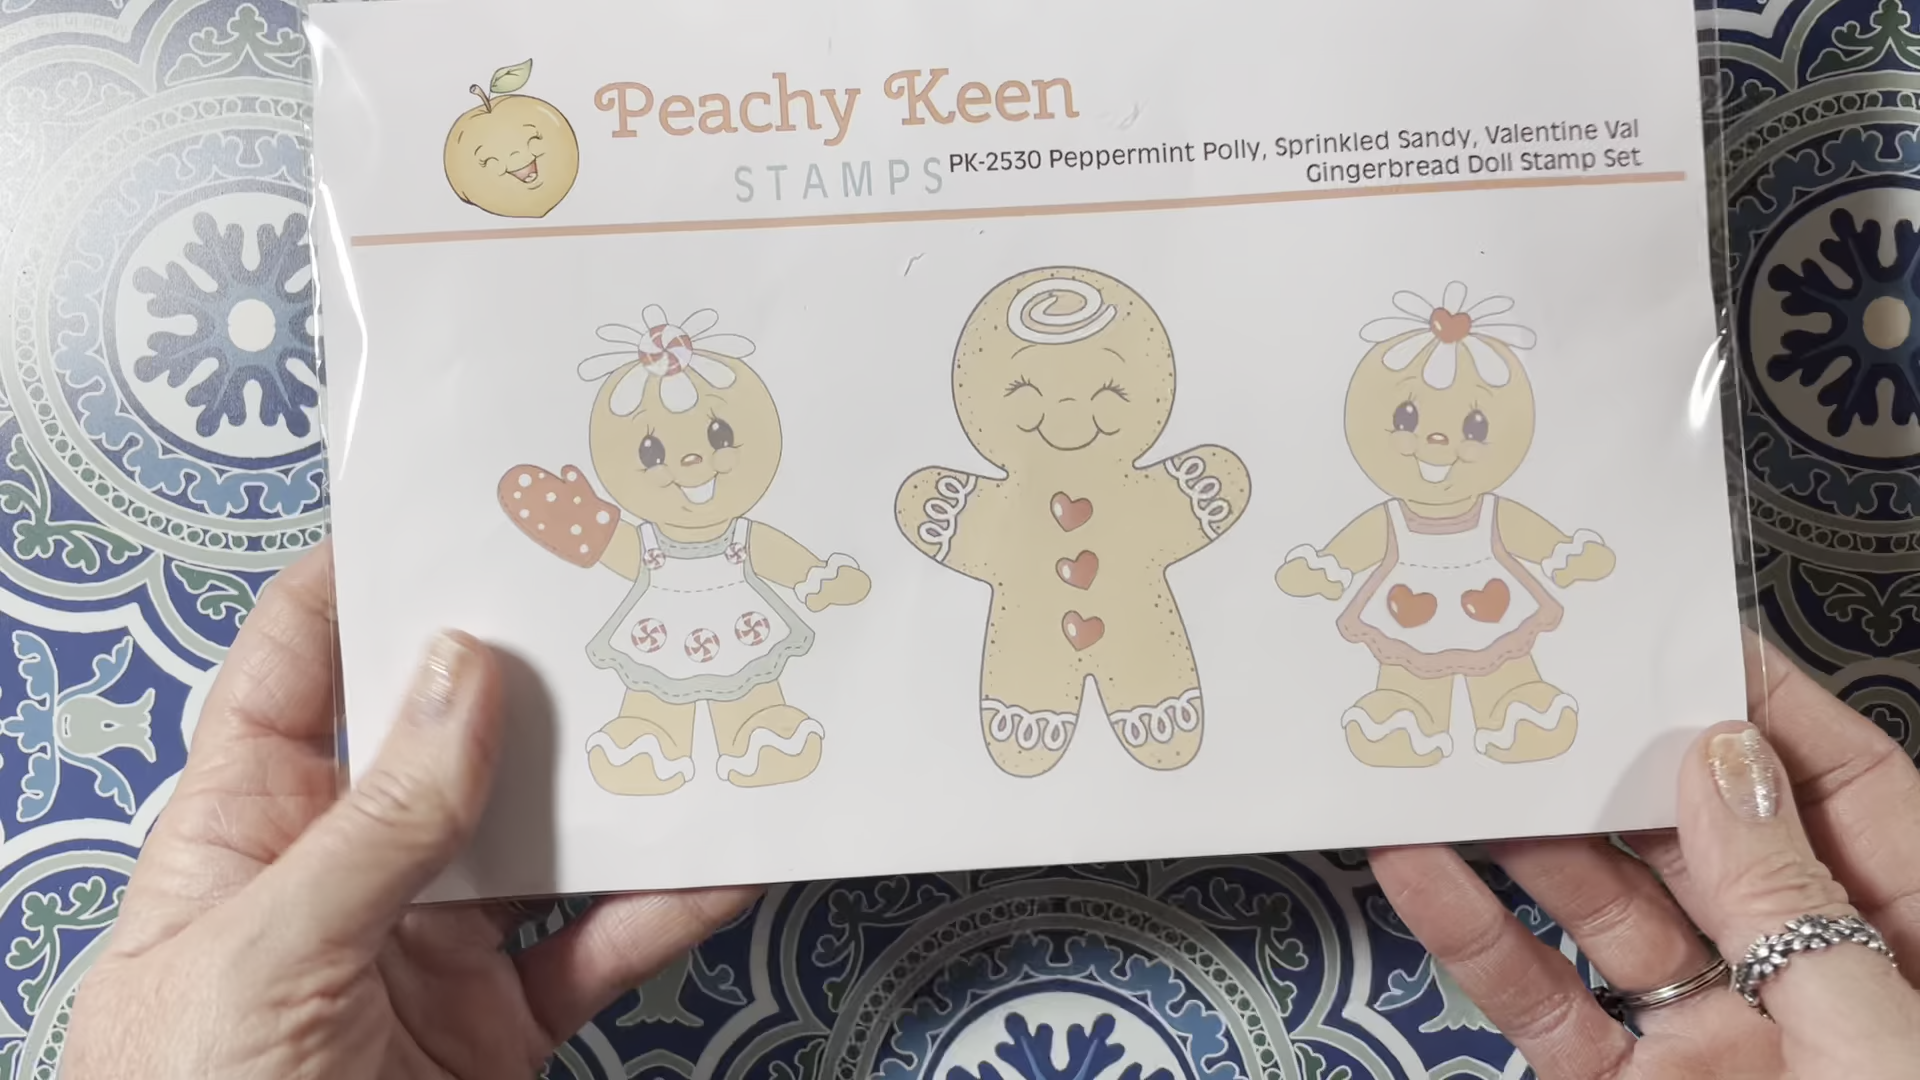 Peachy Keen
STAMPS
PK-2530 Peppermint Polly, Sprinkled Sandy, Valentine Val
Gingerbread Doll Stamp Set